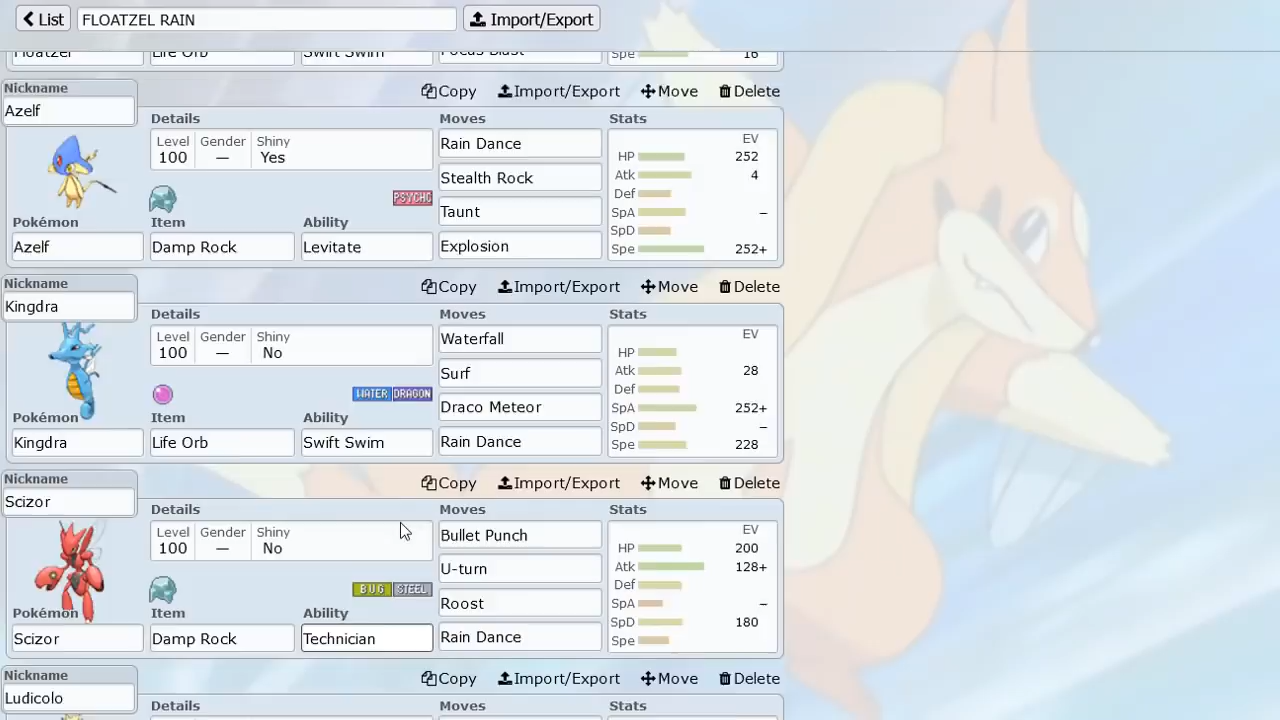 List
FLOATZEL RAIN
Import/Export
Floatzel Life Orb Swift Swim Focus Blast Spe 16
Nickname
Azelf
Copy Import/Export Move Delete
Details Moves Stats
Level Gender Shiny
100 — Yes
PSYCHC
Pokémon Item Ability
Azelf Damp Rock Levitate
Rain Dance
Stealth Rock
Taunt
Explosion
EV
HP 252
Atk 4
Def
SpA –
SpD
Spe 252+
Nickname
Kingdra
Copy Import/Export Move Delete
Details Moves Stats
Level Gender Shiny
100 — No
WATER DRAGON
Pokémon Item Ability
Kingdra Life Orb Swift Swim
Waterfall
Surf
Draco Meteor
Rain Dance
EV
HP
Atk 28
Def
SpA 252+
SpD –
Spe 228
Nickname
Scizor
Copy Import/Export Move Delete
Details Moves Stats
Level Gender Shiny
100 — No
BUG STEEL
Pokémon Item Ability
Scizor Damp Rock Technician
Bullet Punch
U-turn
Roost
Rain Dance
EV
HP 200
Atk 128+
Def
SpA –
SpD 180
Spe
Nickname
Ludicolo
Copy Import/Export Move Delete
Details Moves Stats